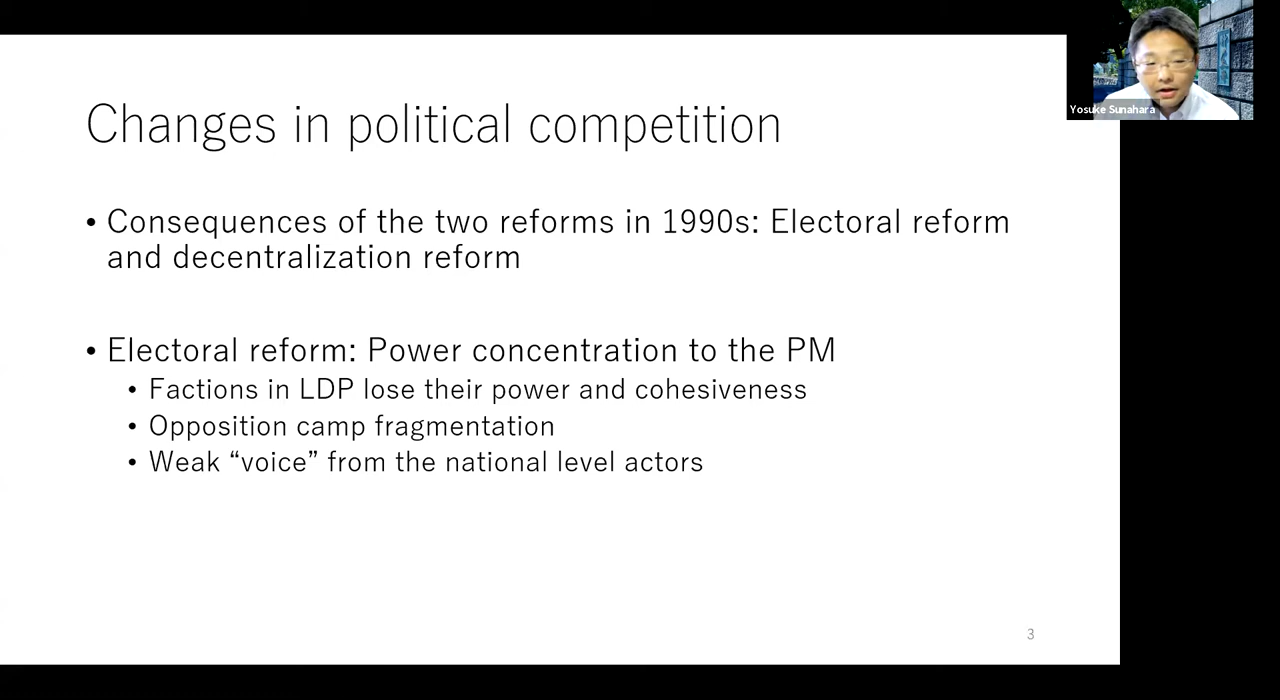 Yosuke Sunahara
Changes in political competition
• Consequences of the two reforms in 1990s: Electoral reform
and decentralization reform
• Electoral reform: Power concentration to the PM
• Factions in LDP lose their power and cohesiveness
• Opposition camp fragmentation
• Weak “voice” from the national level actors
3